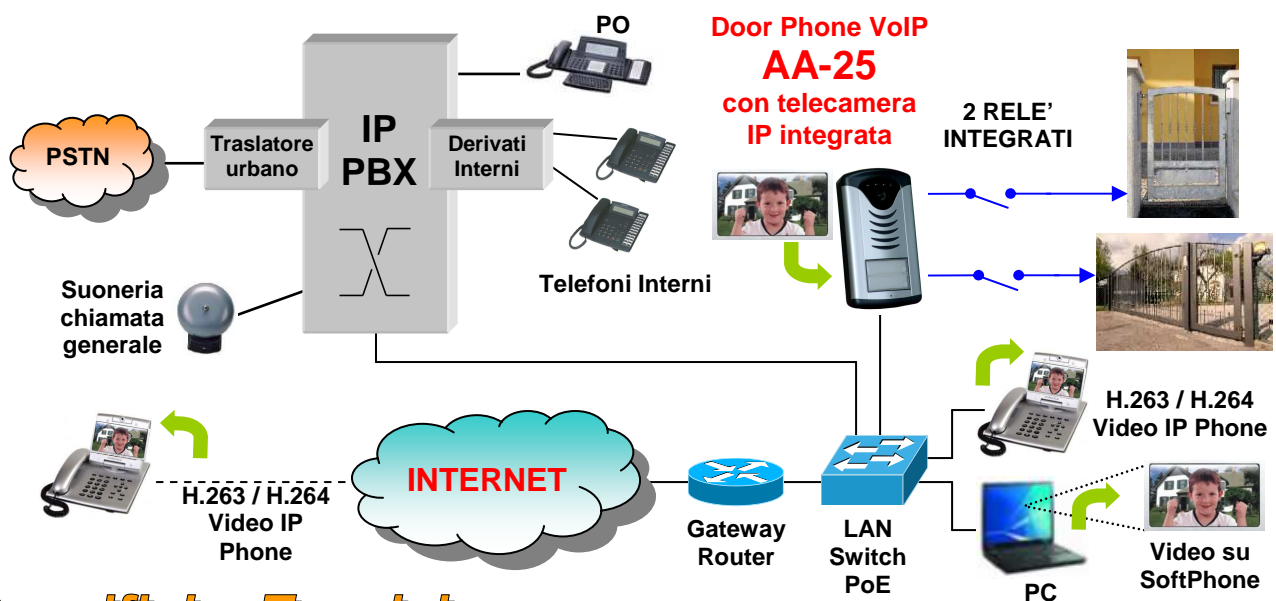 PO
Door Phone VoIP
AA-25
con telecamera
IP integrata
2 RELE’
INTEGRATI
PSTN
Traslatore
urbano
IP
PBX
Derivati
Interni
Telefoni Interni
Suoneria
chiamata
generale
H.263 / H.264
Video IP Phone
H.263 / H.264
Video IP
Phone
INTERNET
Gateway
Router
LAN
Switch
PoE
PC
Video su
SoftPhone